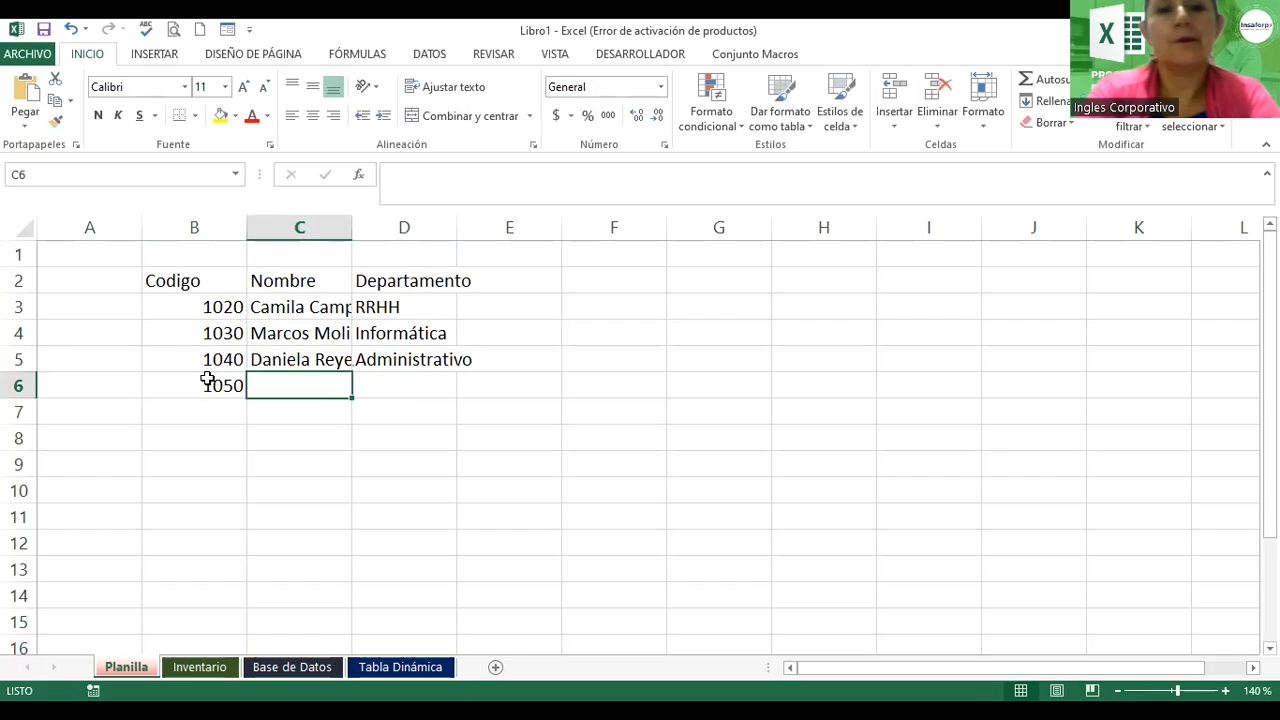 Libro1 - Excel (Error de activación de productos)
ARCHIVO INICIO INSERTAR DISEÑO DE PÁGINA FÓRMULAS DATOS REVISAR VISTA DESARROLLADOR Conjunto Macros
Insaforp
Ingles Corporativo
Calibri 11
Ajustar texto
General
Pegar
N K S
Combinar y centrar
$ % 000
Formato condicional
Dar formato como tabla
Estilos de celda
Insertar Eliminar Formato
Rellena
Borrar
filtrar
seleccionar
Portapapeles Fuente Alineación Número Estilos Celdas Modificar
C6
fx
A B C D E F G H I J K L
1
2 Codigo Nombre Departamento
3 1020 Camila Camp RRHH
4 1030 Marcos Moli Informática
5 1040 Daniela Reye Administrativo
6 1050
7
8
9
10
11
12
13
14
15
16
Planilla Inventario Base de Datos Tabla Dinámica
LISTO 140 %